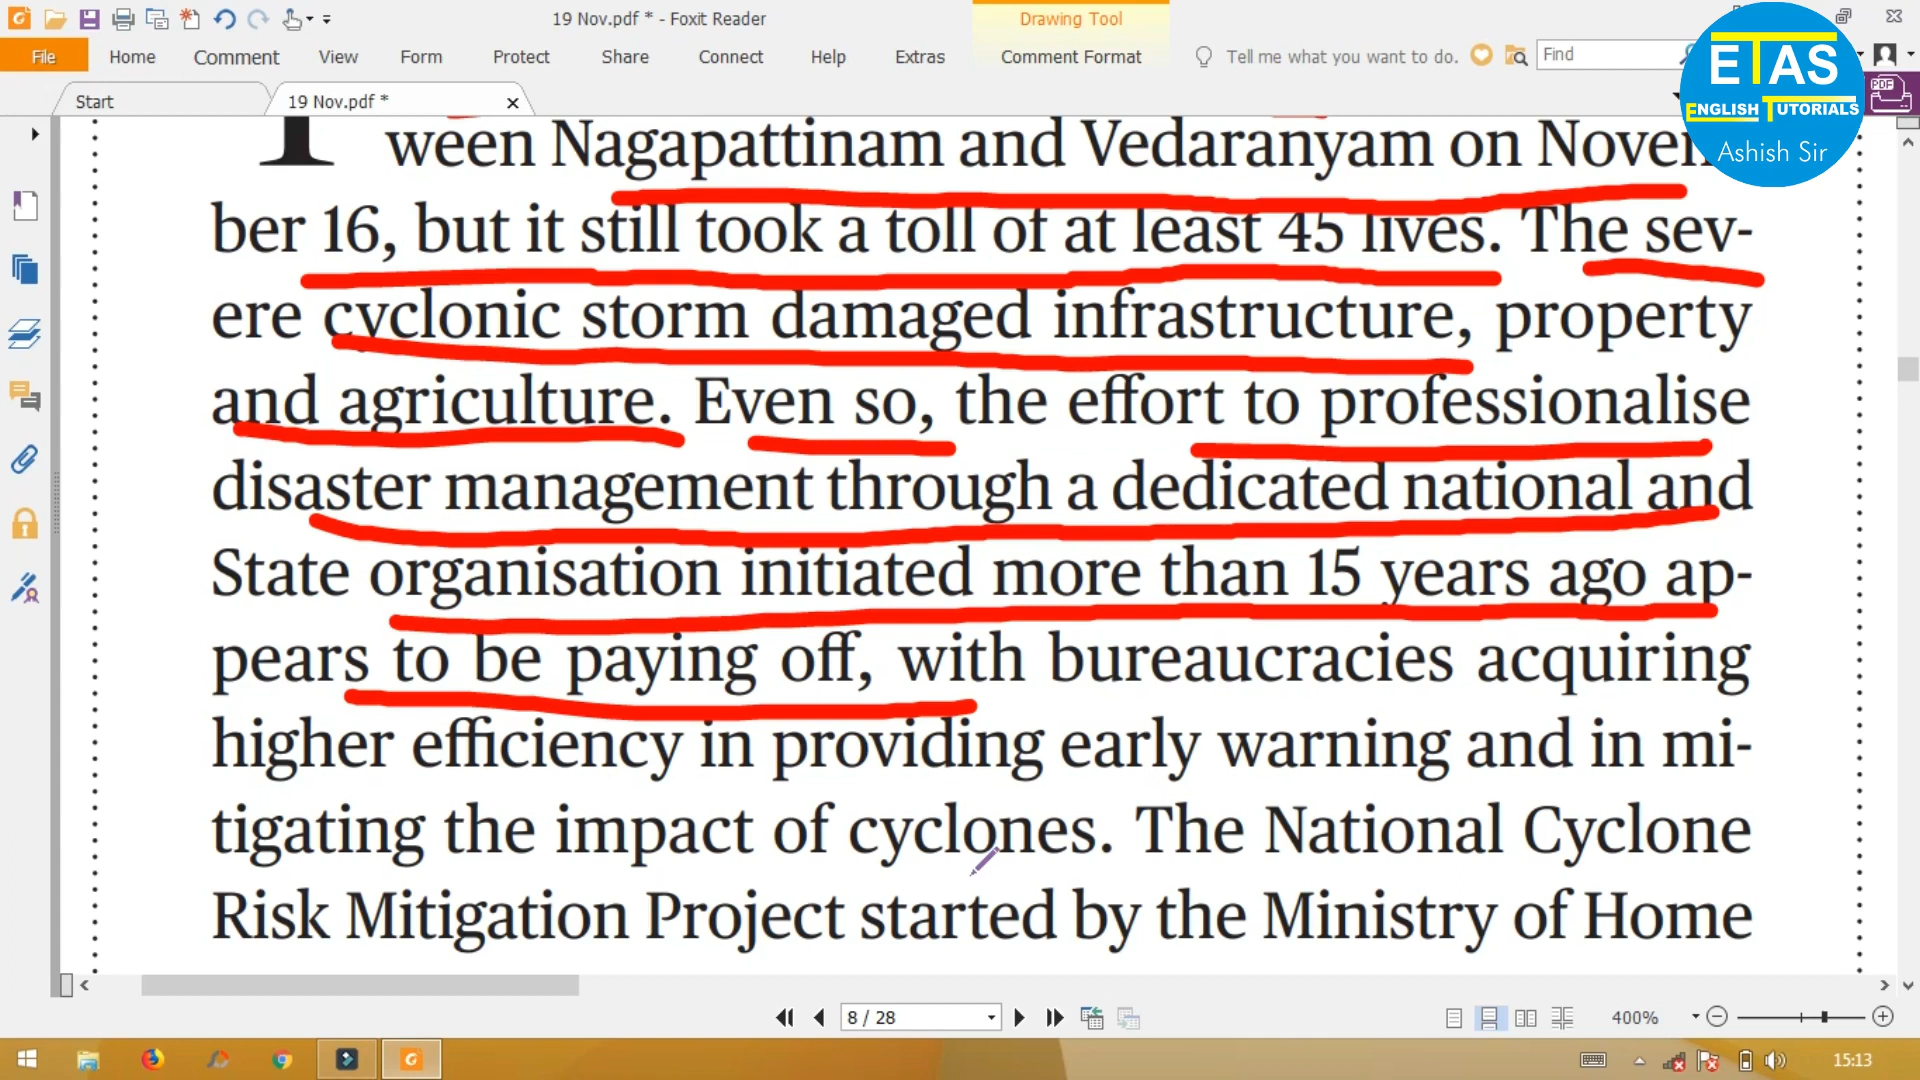 19 Nov.pdf * - Foxit Reader
Drawing Tool
File
Home
Comment
View
Form
Protect
Share
Connect
Help
Extras
Comment Format
Tell me what you want to do.
Find
ETAS
ENGLISH TUTORIALS
Ashish Sir
PDF
Start
19 Nov.pdf *
ween Nagapattinam and Vedaranyam on Novem
ber 16, but it still took a toll of at least 45 lives. The sev-
ere cyclonic storm damaged infrastructure, property
and agriculture. Even so, the effort to professionalise
disaster management through a dedicated national and
State organisation initiated more than 15 years ago ap-
pears to be paying off, with bureaucracies acquiring
higher efficiency in providing early warning and in mi-
tigating the impact of cyclones. The National Cyclone
Risk Mitigation Project started by the Ministry of Home
8 / 28
400%
15:13